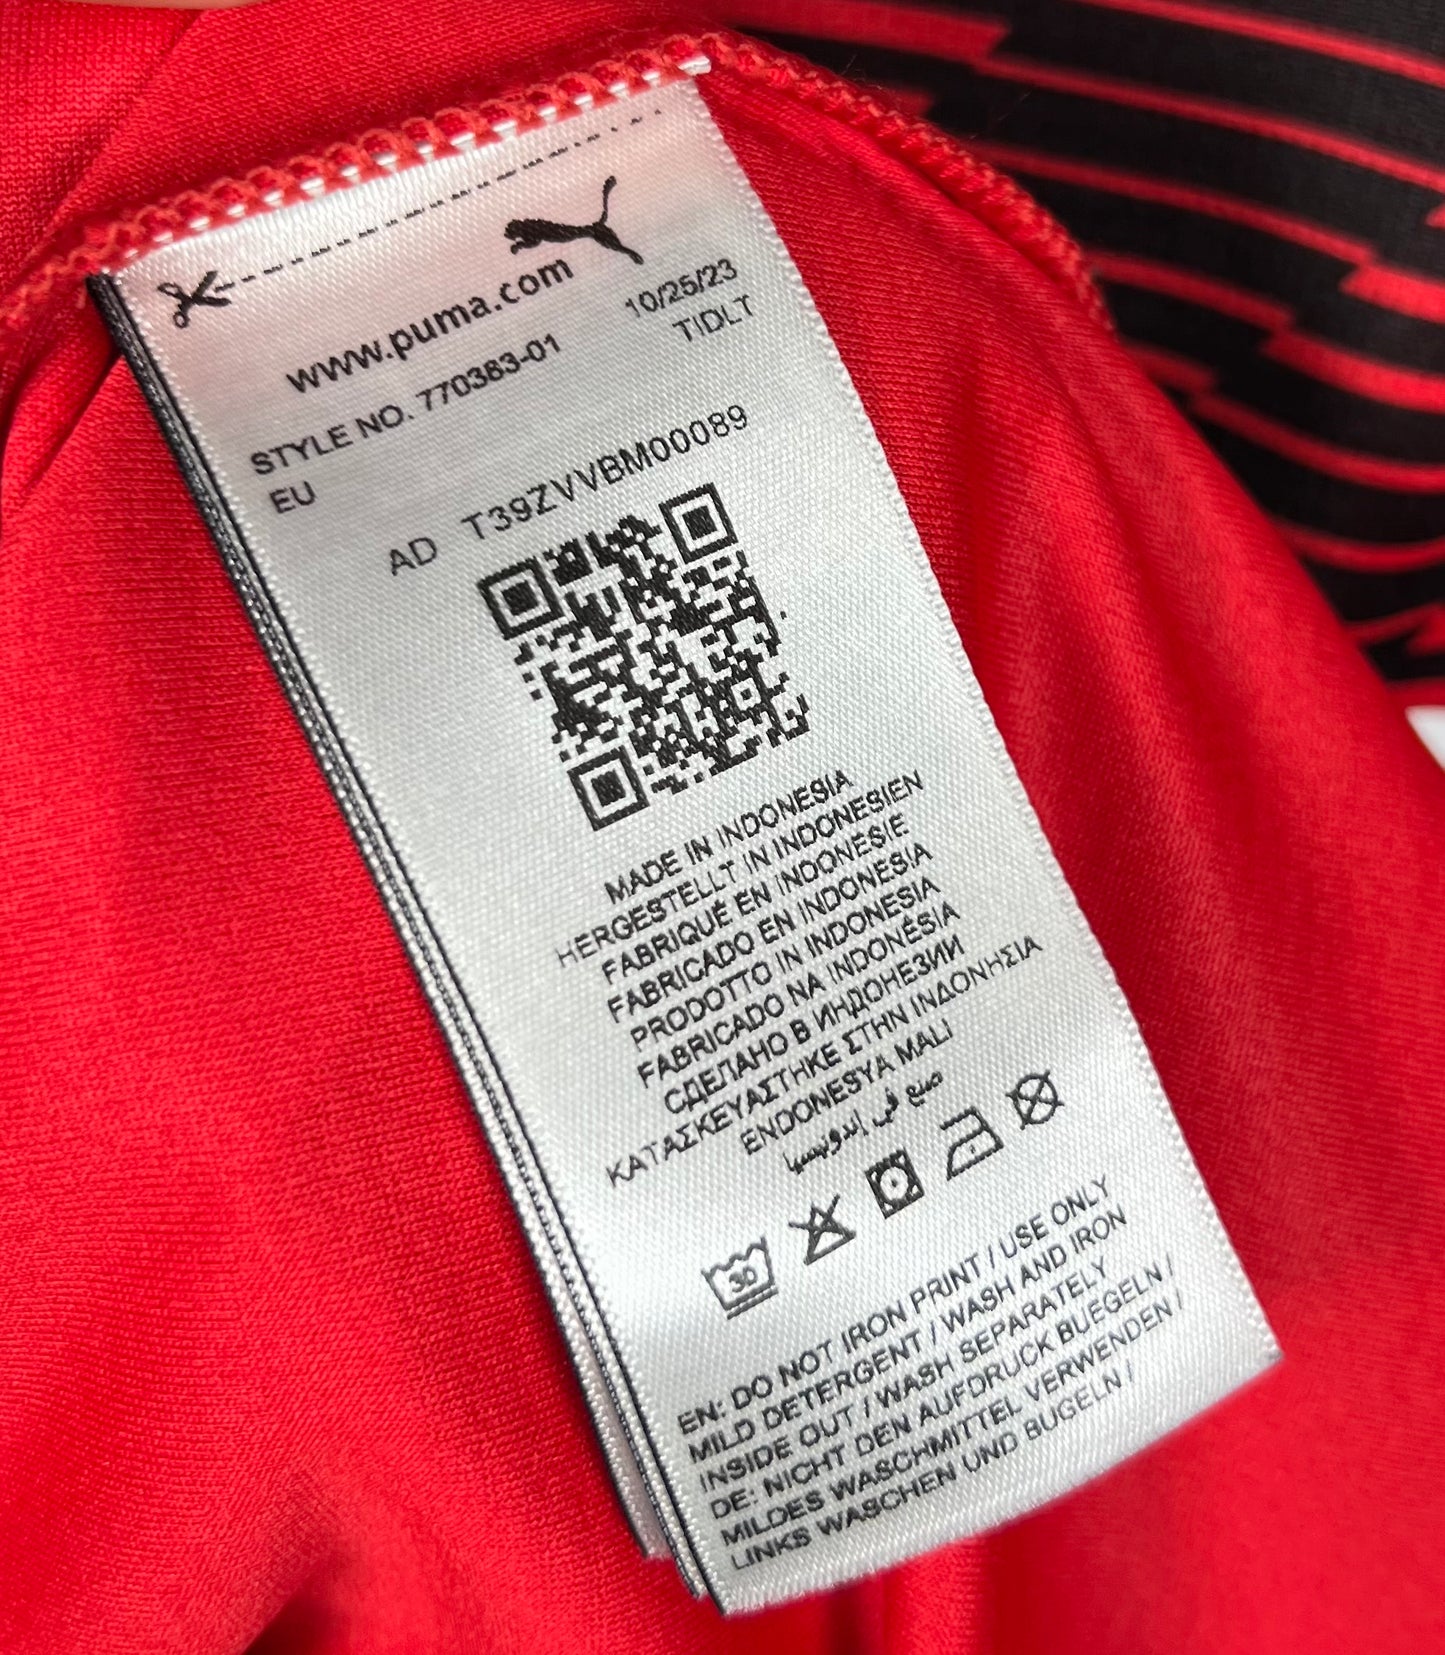 www.puma.com
STYLE NO. 770383-01 10/25/23
EU TIDLT
AD T39ZVVBM00089
MADE IN INDONESIA
HERGESTELLT IN INDONESIEN
FABRIQUÉ EN INDONÉSIE
FABRICADO EN INDONESIA
PRODOTTO IN INDONESIA
FABRICADO NA INDONÉSIA
СДЕЛАНО В ИНДОНЕЗИИ
ΚΑΤΑΣΚΕΥΑΣΤΗΚΕ ΣΤΗΝ ΙΝΔΟΝΗΣΙΑ
ENDONESYA MALI
صنع في إندونيسيا
30
EN: DO NOT IRON PRINT / USE ONLY
MILD DETERGENT / WASH AND IRON
INSIDE OUT / WASH SEPARATELY
DE: NICHT DEN AUFDRUCK BUEGELN /
MILDES WASCHMITTEL VERWENDEN /
LINKS WASCHEN UND BUGELN /